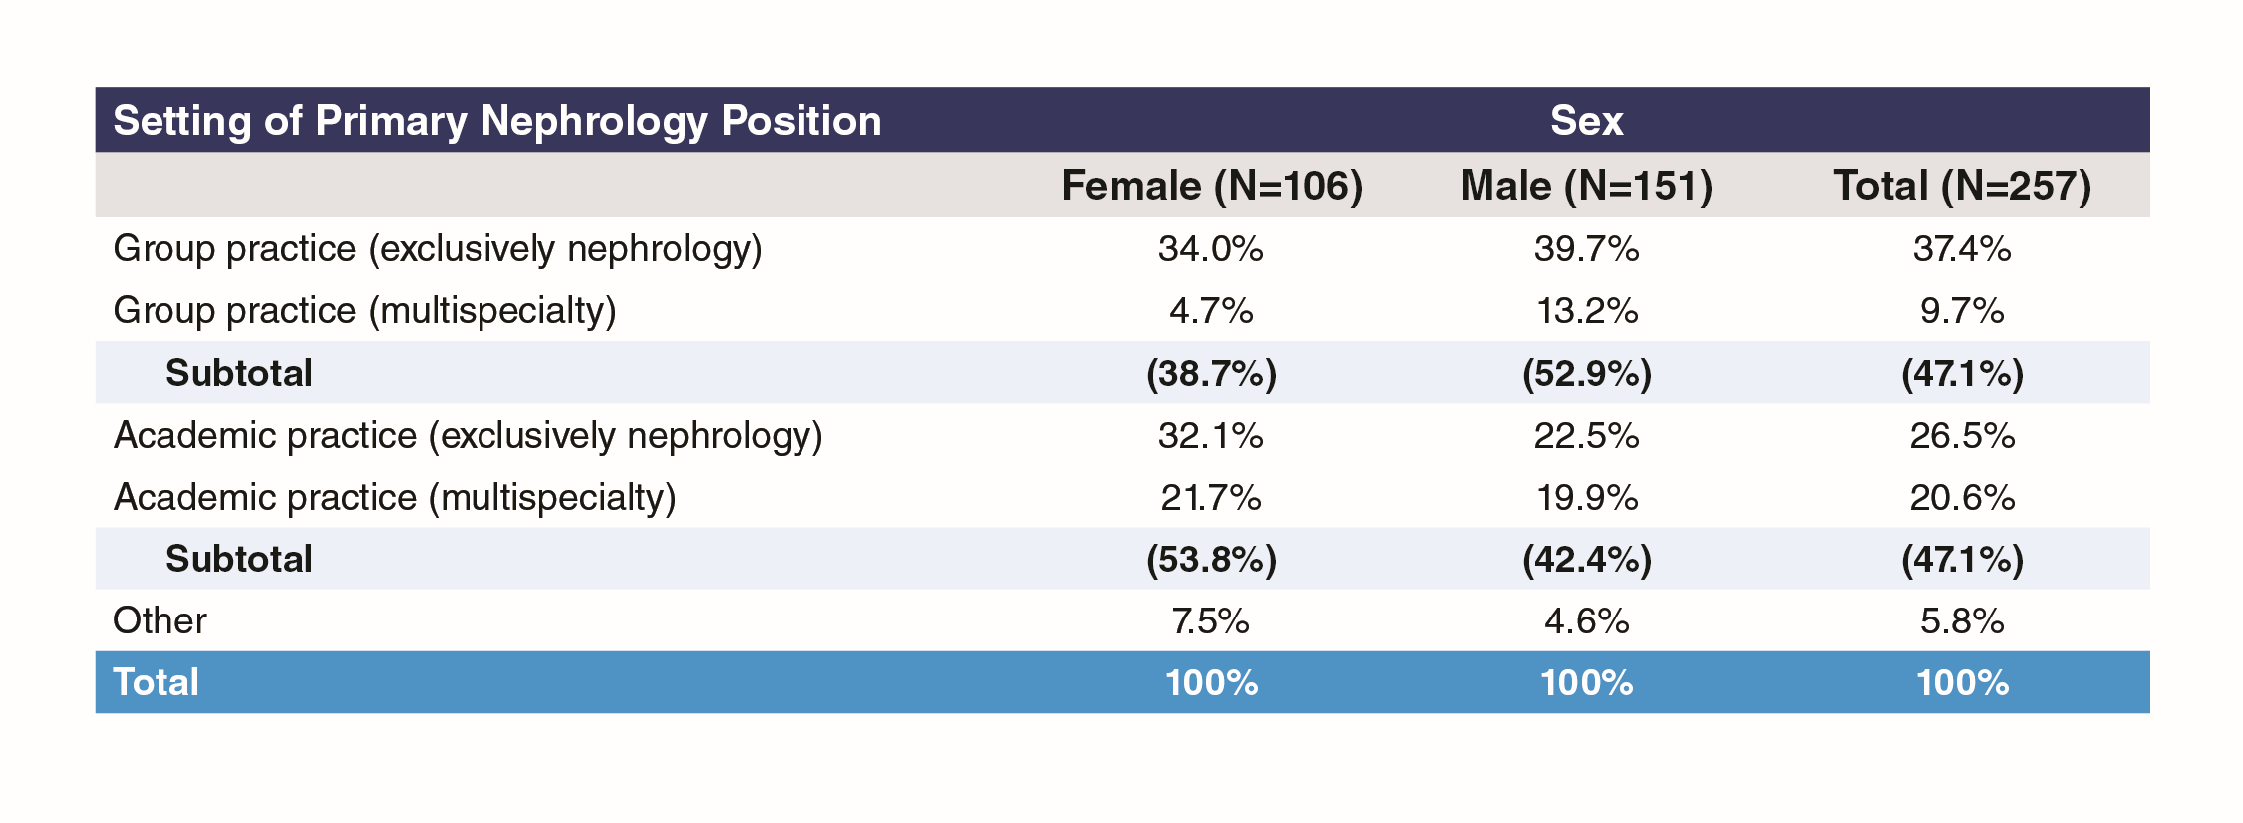 Setting of Primary Nephrology Position Sex
Female (N=106) Male (N=151) Total (N=257)
Group practice (exclusively nephrology) 34.0% 39.7% 37.4%
Group practice (multispecialty) 4.7% 13.2% 9.7%
Subtotal (38.7%) (52.9%) (47.1%)
Academic practice (exclusively nephrology) 32.1% 22.5% 26.5%
Academic practice (multispecialty) 21.7% 19.9% 20.6%
Subtotal (53.8%) (42.4%) (47.1%)
Other 7.5% 4.6% 5.8%
Total 100% 100% 100%